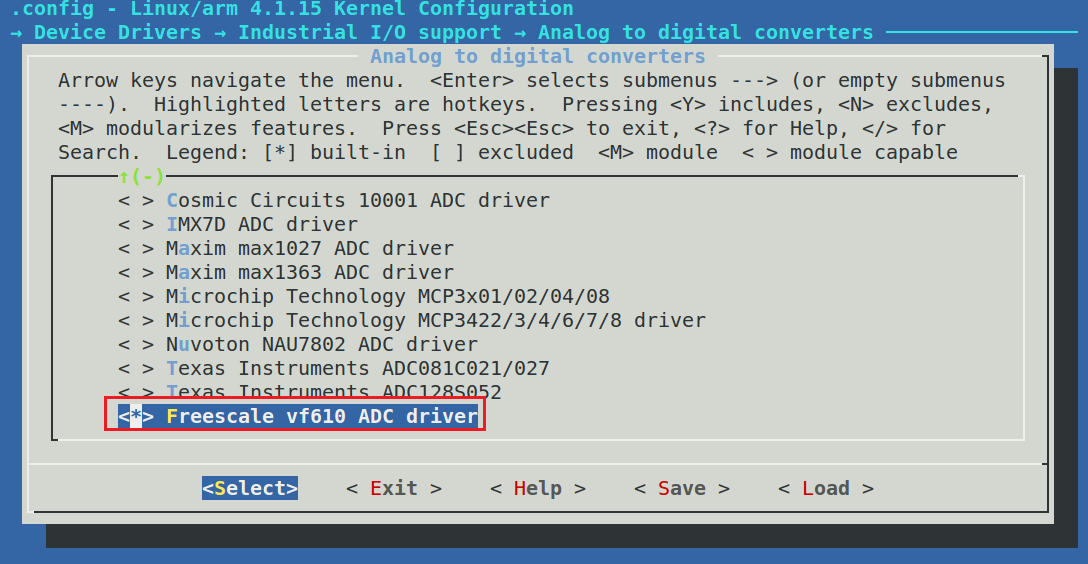 .config - Linux/arm 4.1.15 Kernel Configuration
→ Device Drivers → Industrial I/O support → Analog to digital converters
Analog to digital converters
Arrow keys navigate the menu.  <Enter> selects submenus ---> (or empty submenus
----).  Highlighted letters are hotkeys.  Pressing <Y> includes, <N> excludes,
<M> modularizes features.  Press <Esc><Esc> to exit, <?> for Help, </> for
Search.  Legend: [*] built-in  [ ] excluded  <M> module  < > module capable
↑(-)
< > Cosmic Circuits 10001 ADC driver
< > IMX7D ADC driver
< > Maxim max1027 ADC driver
< > Maxim max1363 ADC driver
< > Microchip Technology MCP3x01/02/04/08
< > Microchip Technology MCP3422/3/4/6/7/8 driver
< > Nuvoton NAU7802 ADC driver
< > Texas Instruments ADC081C021/027
< > Texas Instruments ADC128S052
<*> Freescale vf610 ADC driver
<Select>    < Exit >    < Help >    < Save >    < Load >